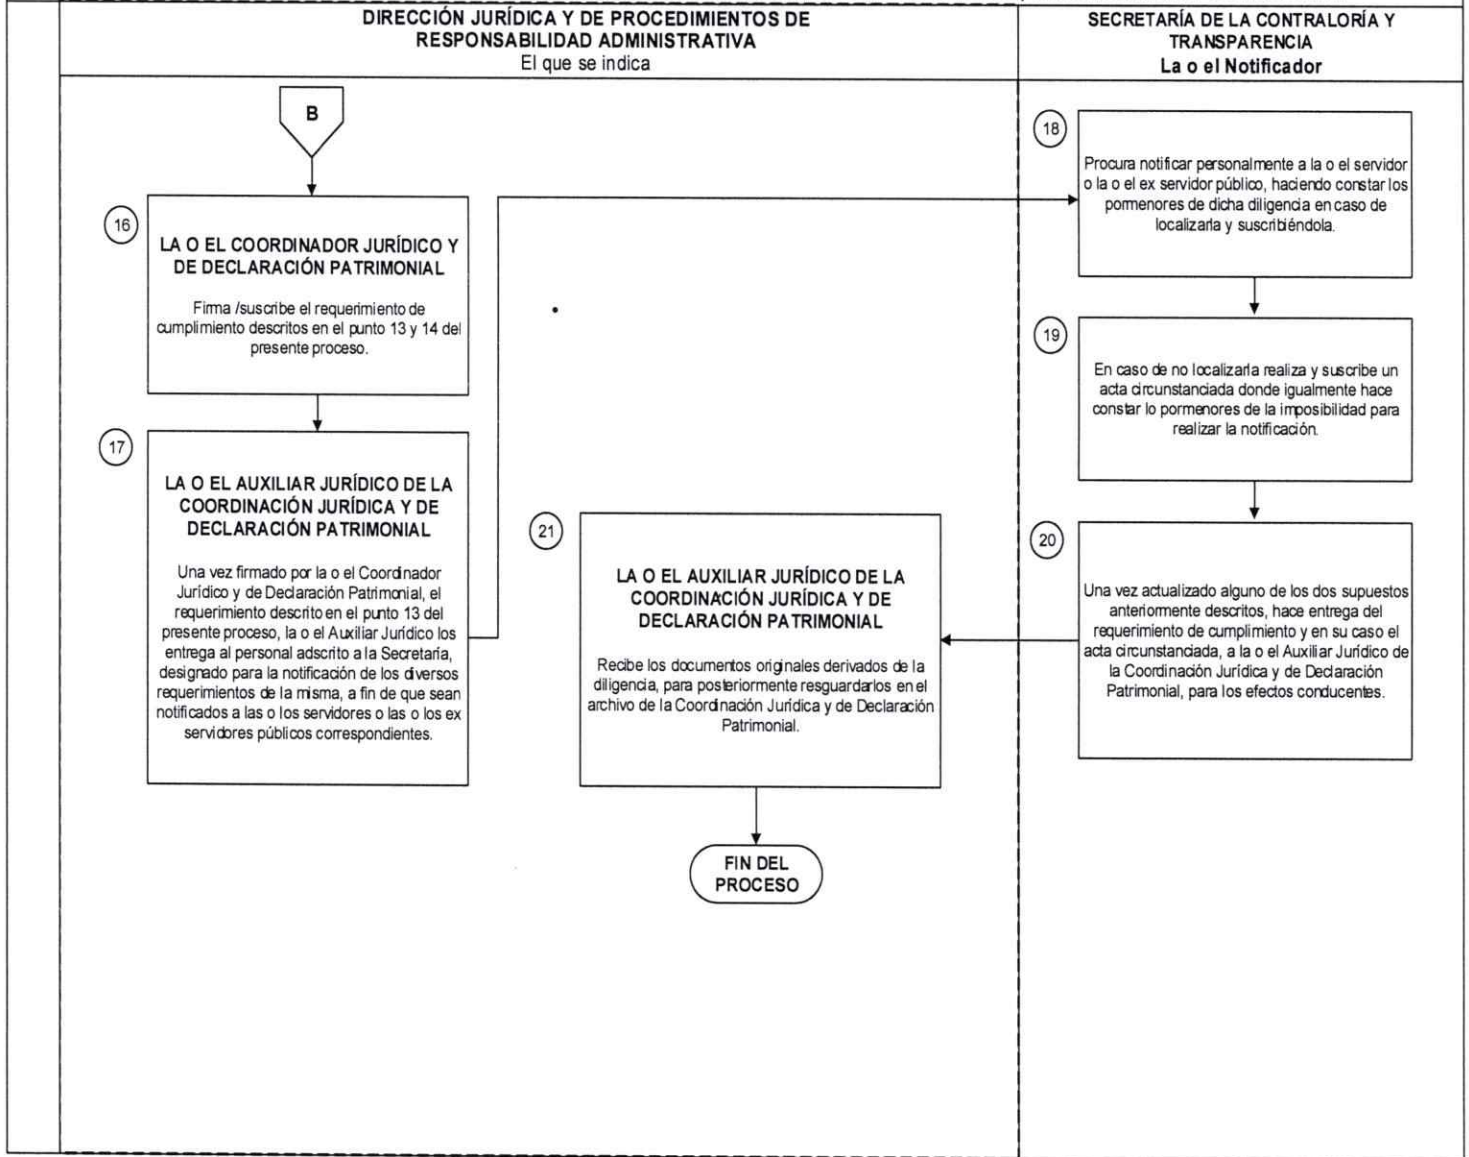 DIRECCIÓN JURÍDICA Y DE PROCEDIMIENTOS DE
RESPONSABILIDAD ADMINISTRATIVA
El que se indica
SECRETARÍA DE LA CONTRALORÍA Y
TRANSPARENCIA
La o el Notificador
B
16
LA O EL COORDINADOR JURÍDICO Y
DE DECLARACIÓN PATRIMONIAL
Firma /suscribe el requerimiento de
cumplimiento descritos en el punto 13 y 14 del
presente proceso.
17
LA O EL AUXILIAR JURÍDICO DE LA
COORDINACIÓN JURÍDICA Y DE
DECLARACIÓN PATRIMONIAL
Una vez firmado por la o el Coordinador
Jurídico y de Declaración Patrimonial, el
requerimiento descrito en el punto 13 del
presente proceso, la o el Auxiliar Jurídico los
entrega al personal adscrito a la Secretaría,
designado para la notificación de los diversos
requerimientos de la misma, a fin de que sean
notificados a las o los servidores o las o los ex
servidores públicos correspondientes.
18
Procura notificar personalmente a la o el servidor
o la o el ex servidor público, haciendo constar los
pormenores de dicha diligencia en caso de
localizarla y suscribiéndola.
19
En caso de no localizarla realiza y suscribe un
acta circunstanciada donde igualmente hace
constar lo pormenores de la imposibilidad para
realizar la notificación.
20
Una vez actualizado alguno de los dos supuestos
anteriormente descritos, hace entrega del
requerimiento de cumplimiento y en su caso el
acta circunstanciada, a la o el Auxiliar Jurídico de
la Coordinación Jurídica y de Declaración
Patrimonial, para los efectos conducentes.
21
LA O EL AUXILIAR JURÍDICO DE LA
COORDINACIÓN JURÍDICA Y DE
DECLARACIÓN PATRIMONIAL
Recibe los documentos originales derivados de la
diligencia, para posteriormente resguardarlos en el
archivo de la Coordinación Jurídica y de Declaración
Patrimonial.
FIN DEL
PROCESO